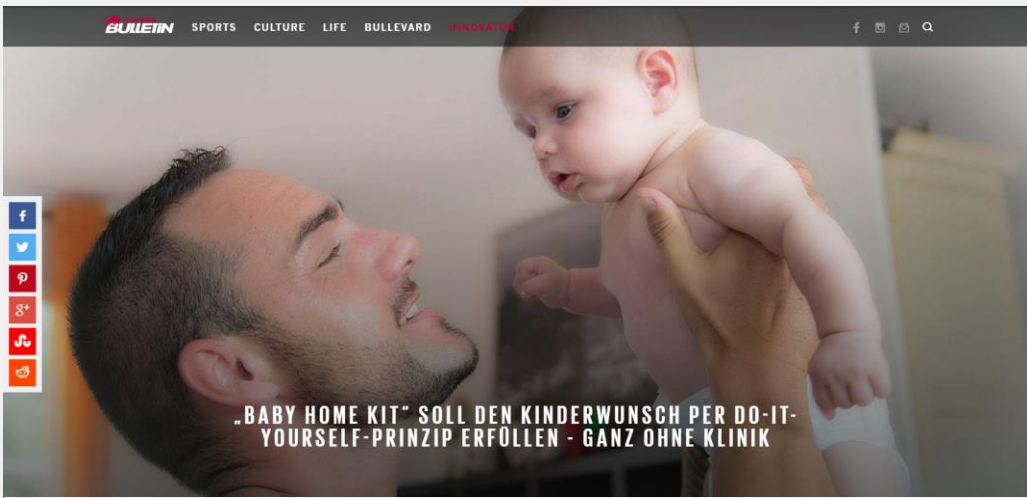 BULLETIN SPORTS CULTURE LIFE BULLEVARD INNOVATOR
„BABY HOME KIT“ SOLL DEN KINDERWUNSCH PER DO-IT-
YOURSELF-PRINZIP ERFÜLLEN - GANZ OHNE KLINIK
f
g+